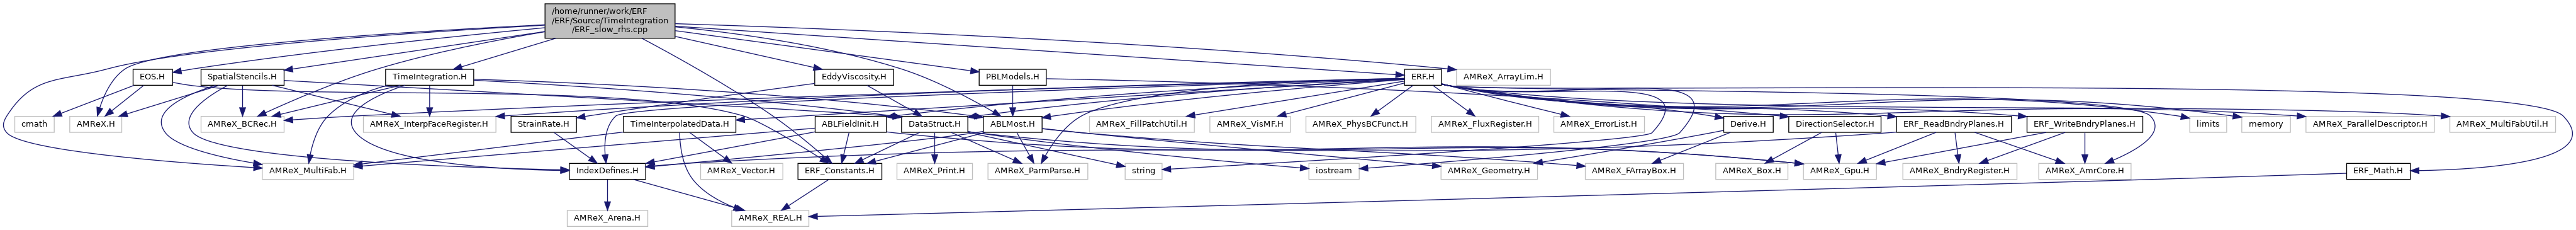 /home/runner/work/ERF
/ERF/Source/TimeIntegration
/ERF_slow_rhs.cpp
EOS.H
SpatialStencils.H
TimeIntegration.H
EddyViscosity.H
PBLModels.H
ERF.H
AMReX_ArrayLim.H
cmath
AMReX.H
AMReX_BCRec.H
AMReX_InterpFaceRegister.H
StrainRate.H
TimeInterpolatedData.H
ABLFieldInit.H
DataStruct.H
ABLMost.H
AMReX_FillPatchUtil.H
AMReX_VisMF.H
AMReX_PhysBCFunct.H
AMReX_FluxRegister.H
AMReX_ErrorList.H
Derive.H
DirectionSelector.H
ERF_ReadBndryPlanes.H
ERF_WriteBndryPlanes.H
limits
memory
AMReX_ParallelDescriptor.H
AMReX_MultiFabUtil.H
AMReX_MultiFab.H
IndexDefines.H
AMReX_Vector.H
ERF_Constants.H
AMReX_Print.H
AMReX_ParmParse.H
string
iostream
AMReX_Geometry.H
AMReX_FArrayBox.H
AMReX_Box.H
AMReX_Gpu.H
AMReX_BndryRegister.H
AMReX_AmrCore.H
ERF_Math.H
AMReX_Arena.H
AMReX_REAL.H